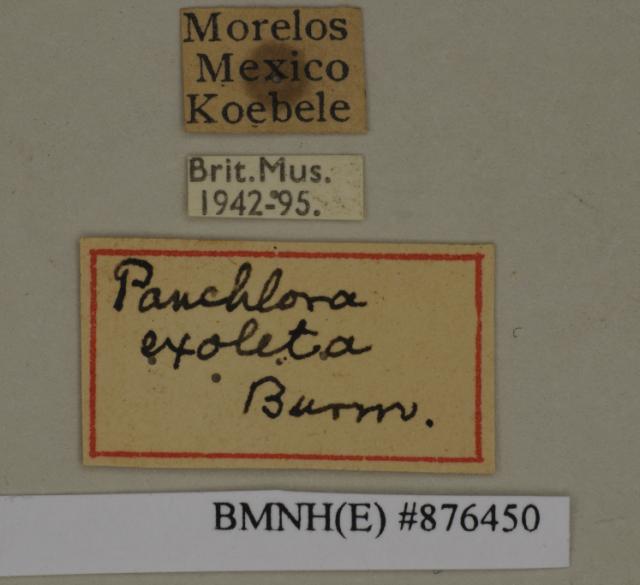 Morelos
Mexico
Koebele
Brit.Mus.
1942-95.
Panchlora
exoleta
Burm.
BMNH(E) #876450